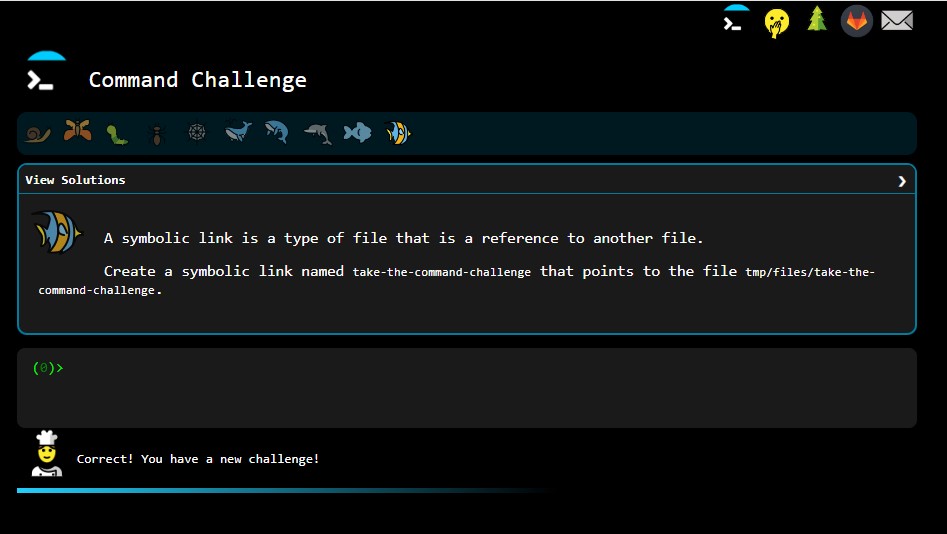 Command Challenge
View Solutions
A symbolic link is a type of file that is a reference to another file.
Create a symbolic link named take-the-command-challenge that points to the file tmp/files/take-the-
command-challenge.
(0)>
Correct! You have a new challenge!